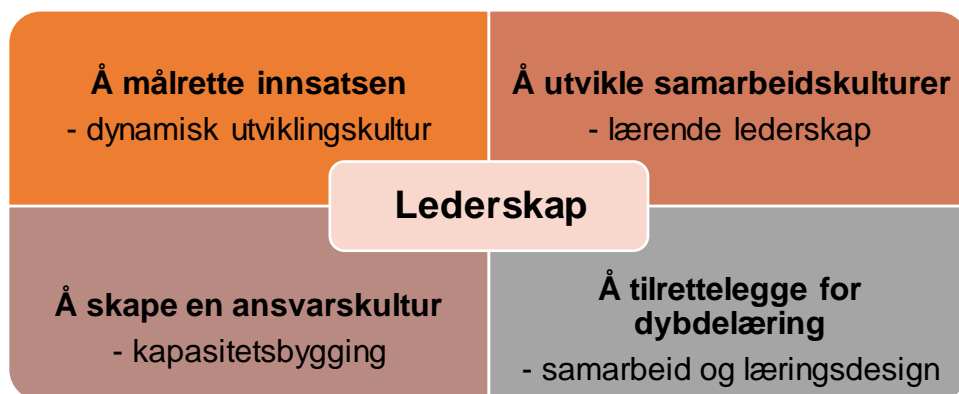 Å målrette innsatsen
- dynamisk utviklingskultur
Å utvikle samarbeidskulturer
- lærende lederskap
Lederskap
Å skape en ansvarskultur
- kapasitetsbygging
Å tilrettelegge for
dybdelæring
- samarbeid og læringsdesign